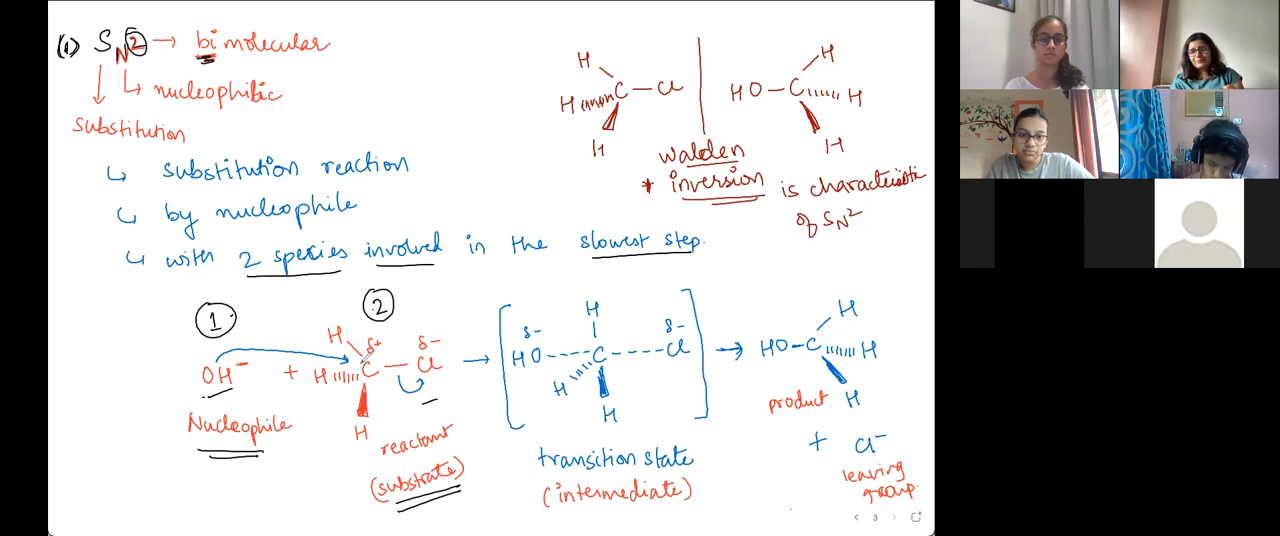 (1) SN2 → bimolecular
↳ nucleophilic
substitution
↳ substitution reaction
↳ by nucleophile
↳ with 2 species involved in the slowest step.
H
H C — Cl
H
H
HO — C H
H
Walden
* inversion is characteristic
of SN2
1
2
OH⁻ +
Nucleophile
H
δ+ δ−
H C — Cl
H
reactant
(substrate)
→
H
δ− δ−
HO---C---Cl
H
H
transition state
(intermediate)
→
H
HO—C H
H
product
+ Cl⁻
leaving
group.
3